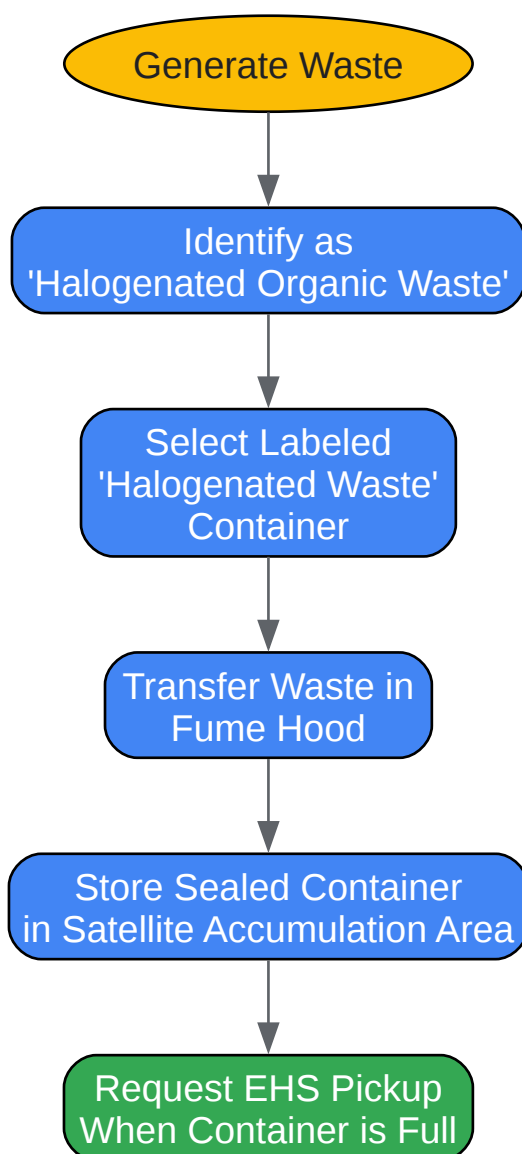 Generate Waste
Identify as
'Halogenated Organic Waste'
Select Labeled
'Halogenated Waste'
Container
Transfer Waste in
Fume Hood
Store Sealed Container
in Satellite Accumulation Area
Request EHS Pickup
When Container is Full